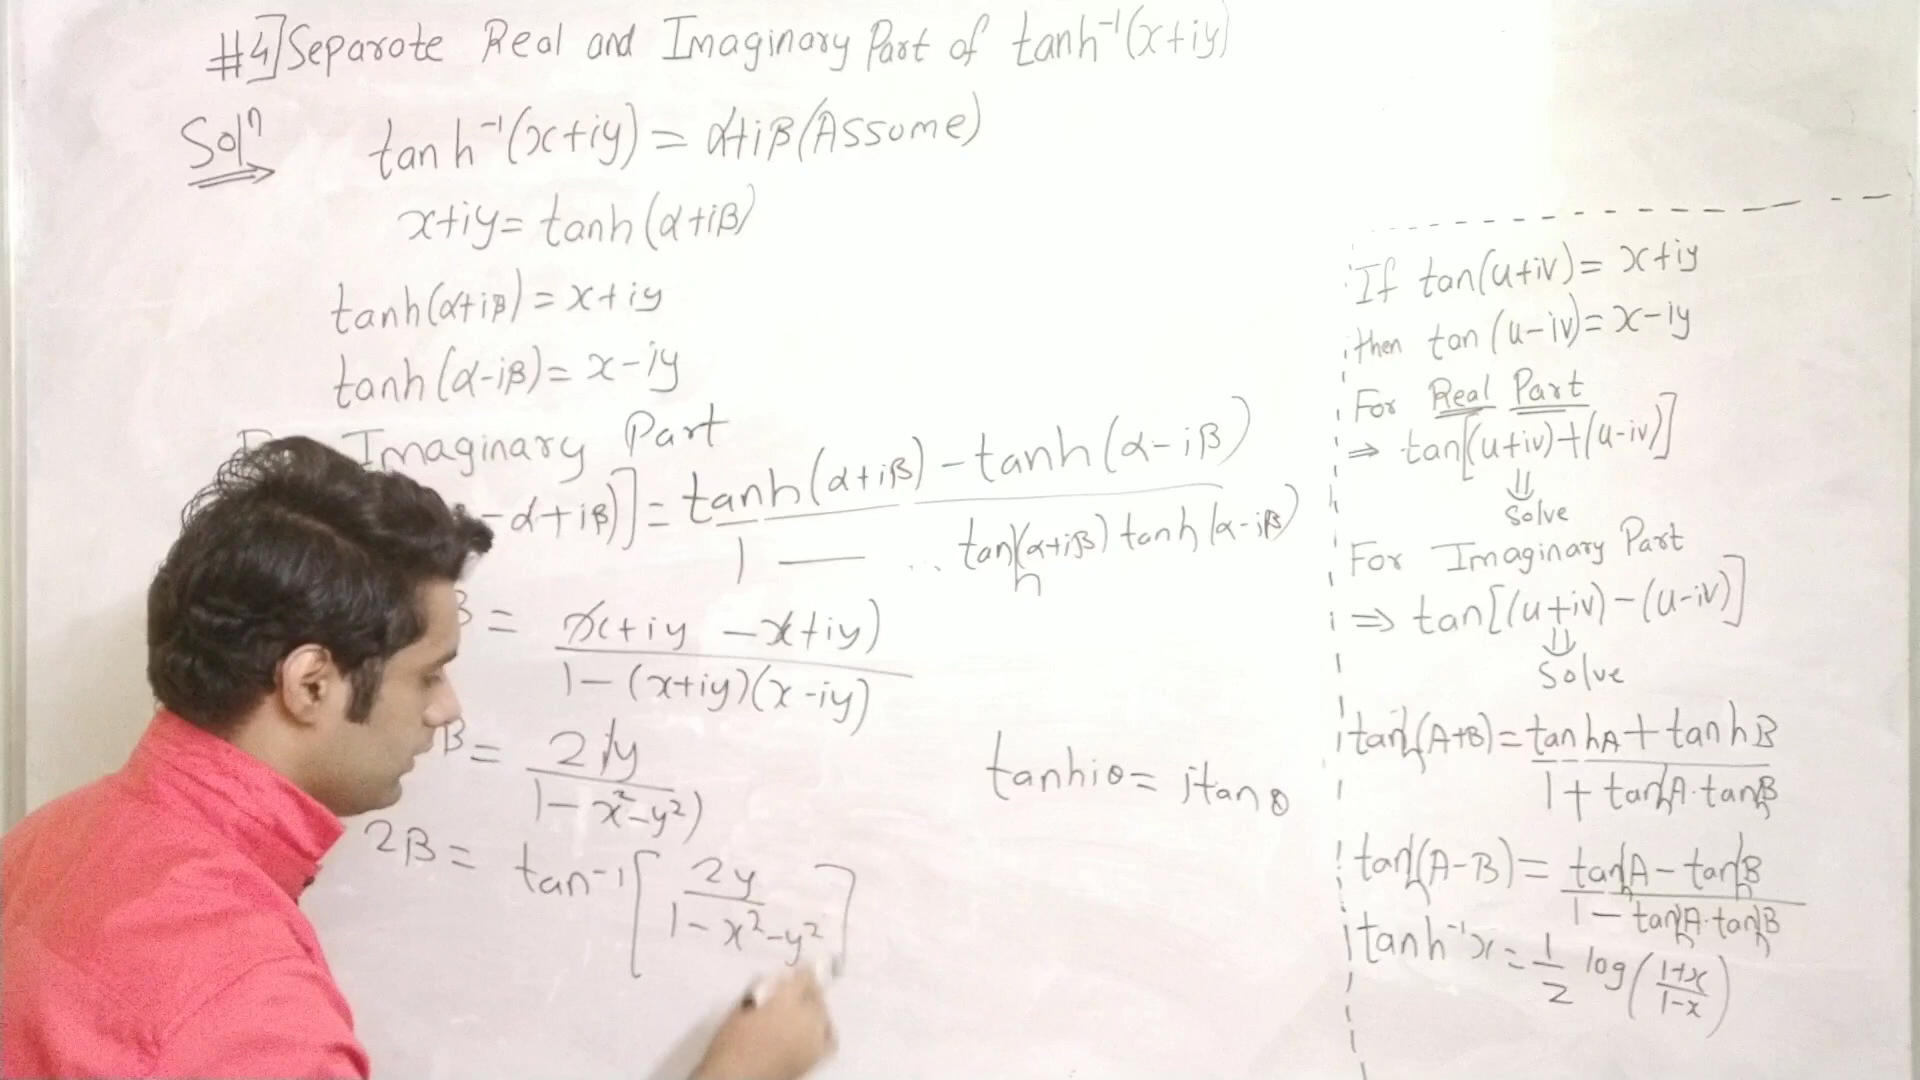 #4] Separate Real and Imaginary Part of tanh⁻¹(x+iy)
Solⁿ tanh⁻¹(x+iy) = α+iβ (Assume)
x+iy = tanh(α+iβ)
tanh(α+iβ) = x+iy
tanh(α-iβ) = x-iy
Imaginary Part
-α+iβ)] = tanh(α+iβ) - tanh(α-iβ)
1 - tanh(α+iβ) tanh(α-iβ)
β = x+iy -x+iy)
1-(x+iy)(x-iy)
β = 2iy
1-x²-y²)
2β = tan⁻¹[2y
1-x²-y²]
tanhiθ = itanθ
If tan(u+iv) = x+iy
then tan(u-iv) = x-iy
For Real Part
⇒ tan[(u+iv)+(u-iv)]
⇓
Solve
For Imaginary Part
⇒ tan[(u+iv)-(u-iv)]
⇓
Solve
tanh(A+B) = tanhA + tanhB
1 + tanhA·tanhB
tanh(A-B) = tanhA - tanhB
1 - tanhA·tanhB
tanh⁻¹x = 1/2 log(1+x/1-x)